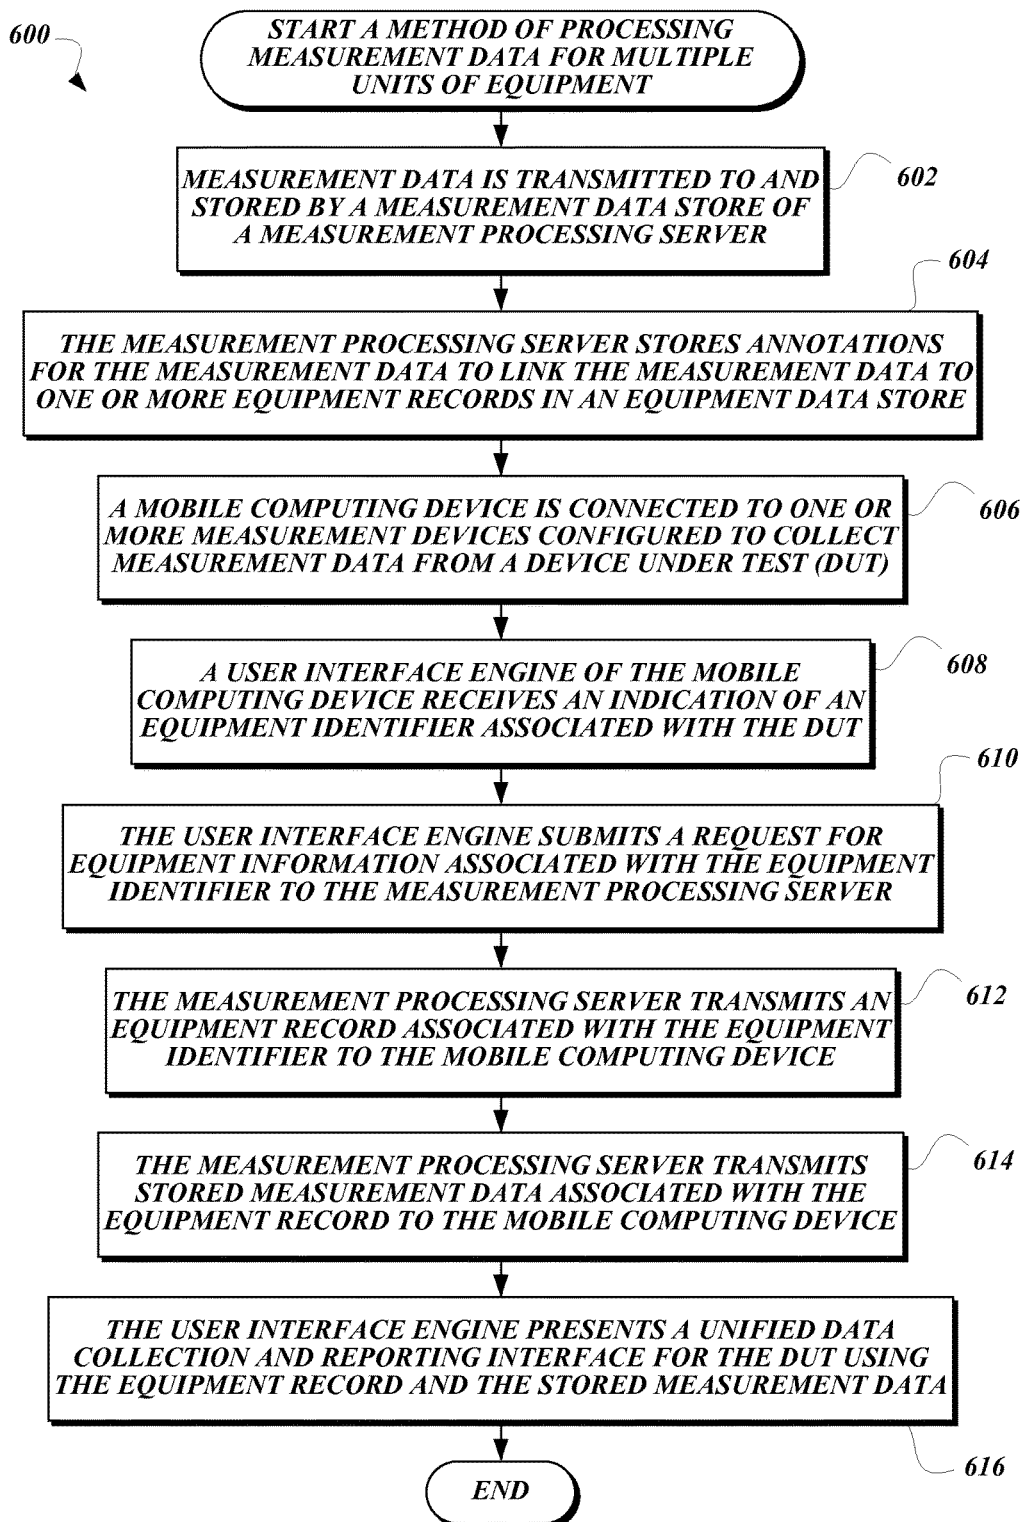 600
START A METHOD OF PROCESSING
MEASUREMENT DATA FOR MULTIPLE
UNITS OF EQUIPMENT
602
MEASUREMENT DATA IS TRANSMITTED TO AND
STORED BY A MEASUREMENT DATA STORE OF
A MEASUREMENT PROCESSING SERVER
604
THE MEASUREMENT PROCESSING SERVER STORES ANNOTATIONS
FOR THE MEASUREMENT DATA TO LINK THE MEASUREMENT DATA TO
ONE OR MORE EQUIPMENT RECORDS IN AN EQUIPMENT DATA STORE
606
A MOBILE COMPUTING DEVICE IS CONNECTED TO ONE OR
MORE MEASUREMENT DEVICES CONFIGURED TO COLLECT
MEASUREMENT DATA FROM A DEVICE UNDER TEST (DUT)
608
A USER INTERFACE ENGINE OF THE MOBILE
COMPUTING DEVICE RECEIVES AN INDICATION OF AN
EQUIPMENT IDENTIFIER ASSOCIATED WITH THE DUT
610
THE USER INTERFACE ENGINE SUBMITS A REQUEST FOR
EQUIPMENT INFORMATION ASSOCIATED WITH THE EQUIPMENT
IDENTIFIER TO THE MEASUREMENT PROCESSING SERVER
612
THE MEASUREMENT PROCESSING SERVER TRANSMITS AN
EQUIPMENT RECORD ASSOCIATED WITH THE EQUIPMENT
IDENTIFIER TO THE MOBILE COMPUTING DEVICE
614
THE MEASUREMENT PROCESSING SERVER TRANSMITS
STORED MEASUREMENT DATA ASSOCIATED WITH THE
EQUIPMENT RECORD TO THE MOBILE COMPUTING DEVICE
THE USER INTERFACE ENGINE PRESENTS A UNIFIED DATA
COLLECTION AND REPORTING INTERFACE FOR THE DUT USING
THE EQUIPMENT RECORD AND THE STORED MEASUREMENT DATA
616
END